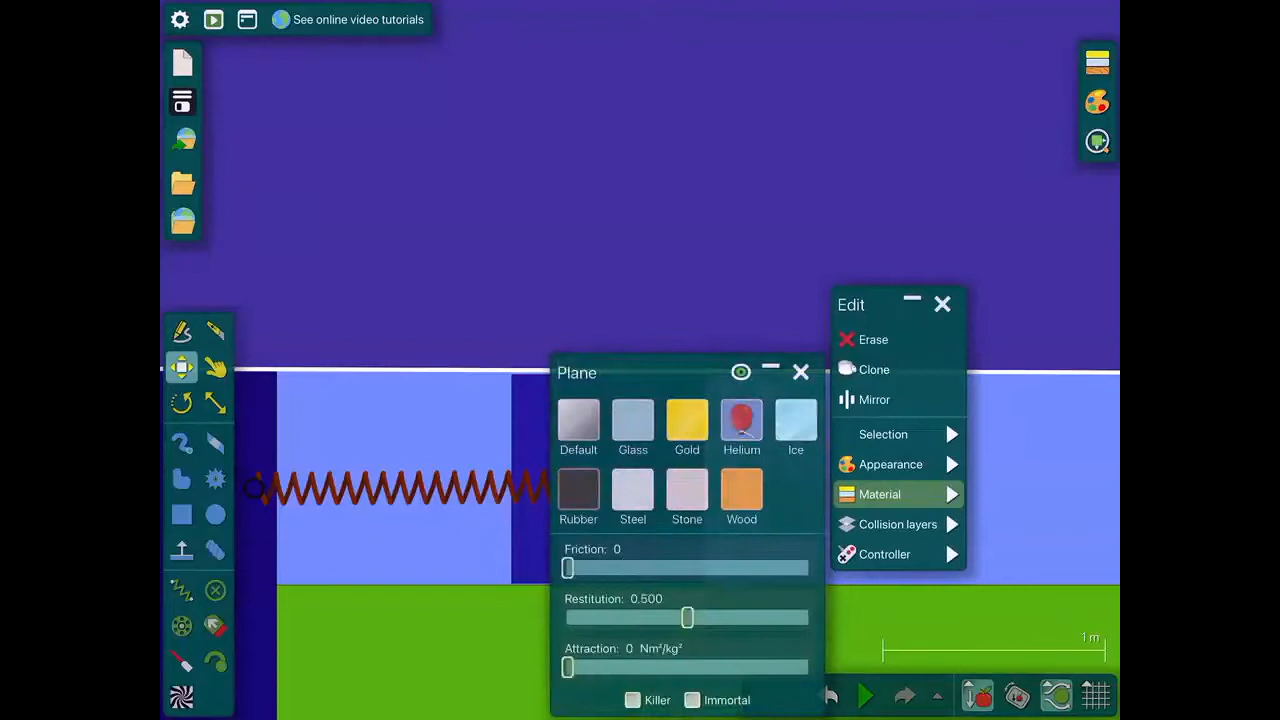 See online video tutorials
Edit
Erase
Clone
Mirror
Selection
Appearance
Material
Collision layers
Controller
Plane
Default
Glass
Gold
Helium
Ice
Rubber
Steel
Stone
Wood
Friction: 0
Restitution: 0.500
Attraction: 0 Nm²/kg²
Killer
Immortal
1 m